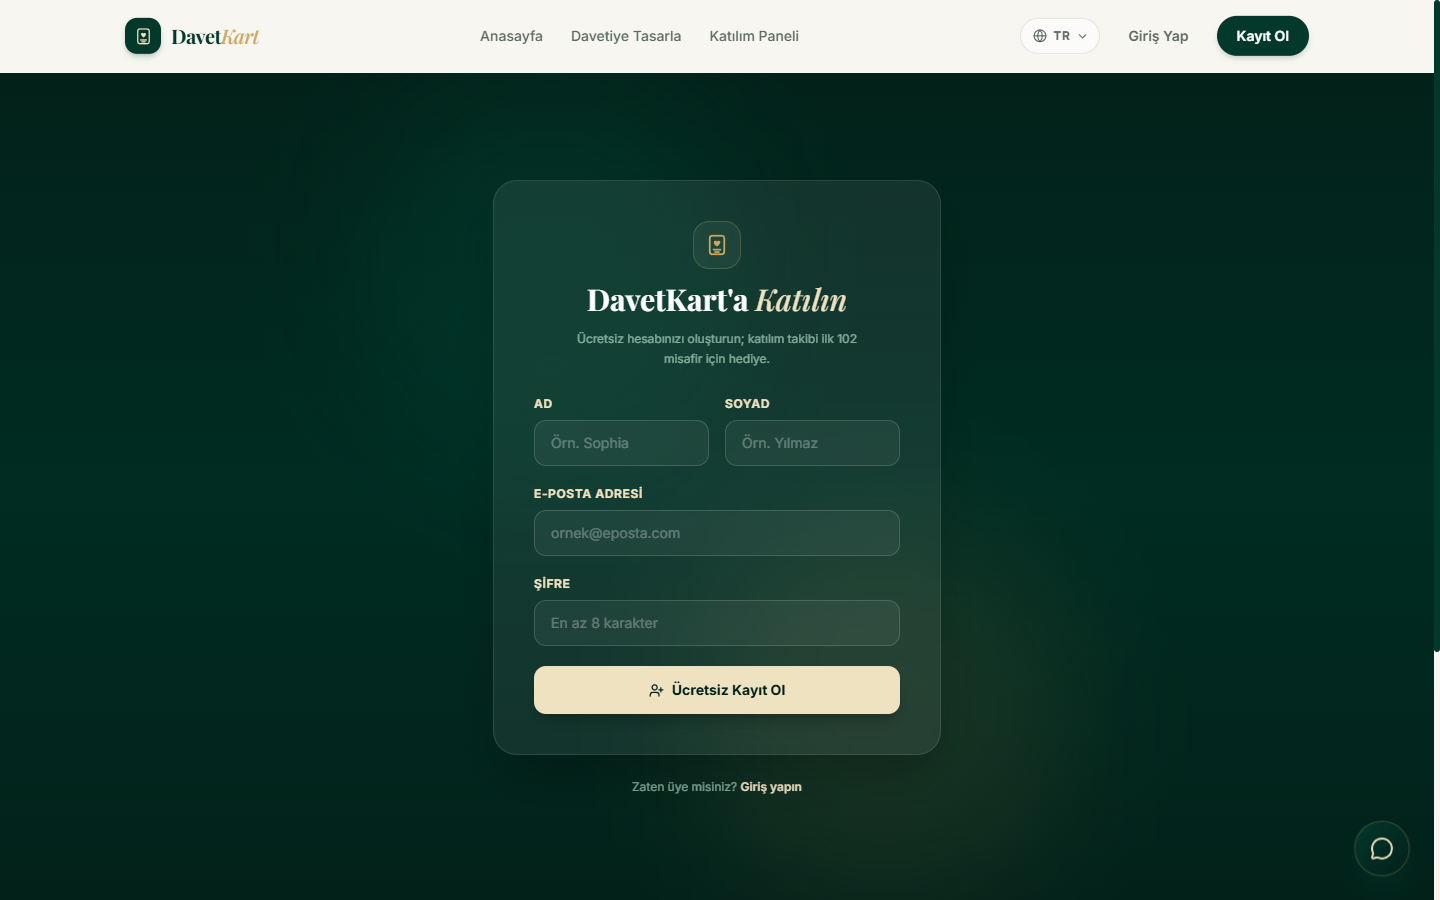 DavetKart
Anasayfa
Davetiye Tasarla
Katılım Paneli
TR
Giriş Yap
Kayıt Ol
DavetKart'a Katılın
Ücretsiz hesabınızı oluşturun; katılım takibi ilk 102
misafir için hediye.
AD
SOYAD
Örn. Sophia
Örn. Yılmaz
E-POSTA ADRESİ
ornek@eposta.com
ŞİFRE
En az 8 karakter
Ücretsiz Kayıt Ol
Zaten üye misiniz? Giriş yapın